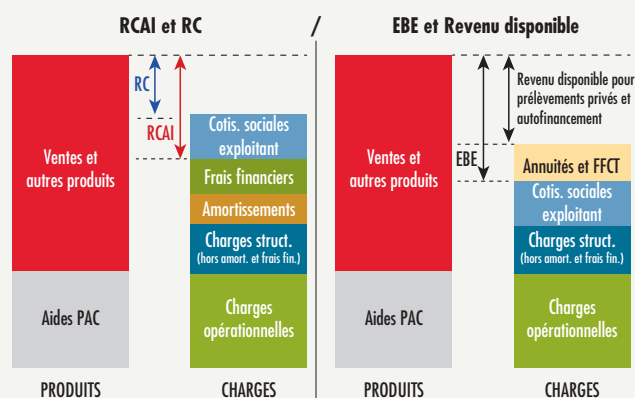 RCAI et RC
/
EBE et Revenu disponible
RC
RCAI
Ventes et
autres produits
Aides PAC
Cotis. sociales
exploitant
Frais financiers
Amortissements
Charges struct.
(hors amort. et frais fin.)
Charges
opérationnelles
PRODUITS
CHARGES
Revenu disponible pour
prélèvements privés et
autofinancement
EBE
Ventes et
autres produits
Aides PAC
Annuités et FFCT
Cotis. sociales
exploitant
Charges struct.
(hors amort. et frais fin.)
Charges
opérationnelles
PRODUITS
CHARGES